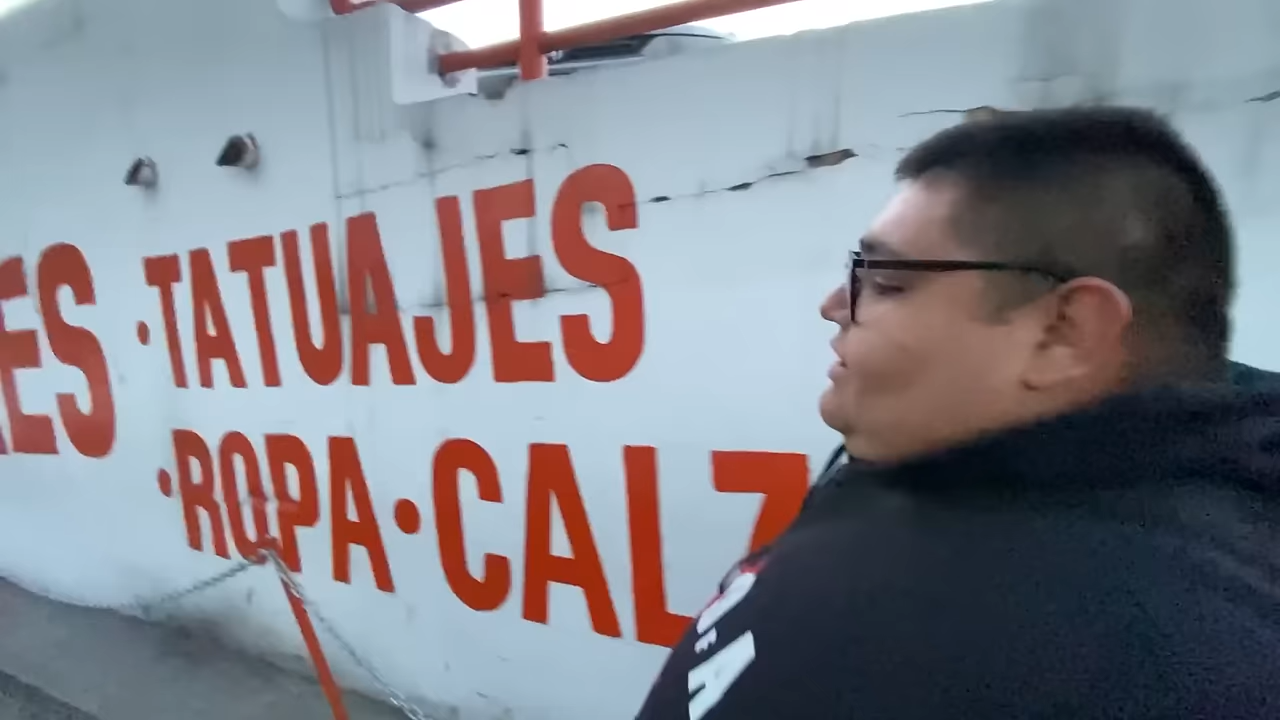 ES · TATUAJES
· ROPA · CALZ